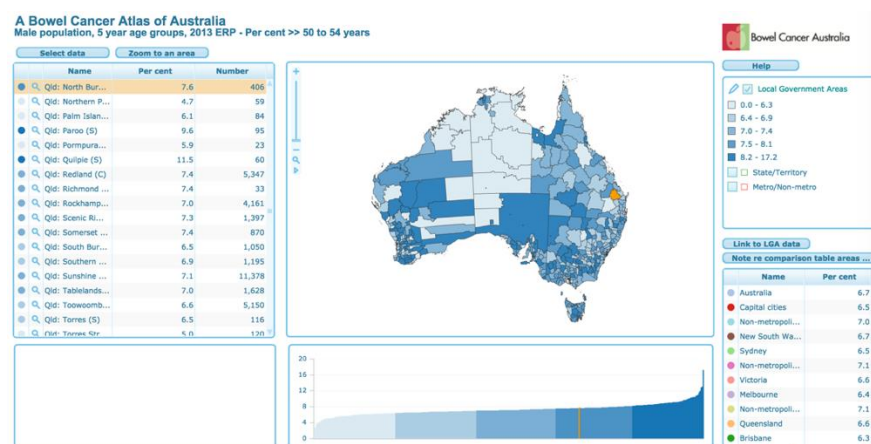 A Bowel Cancer Atlas of Australia
Male population, 5 year age groups, 2013 ERP - Per cent >> 50 to 54 years
Bowel Cancer Australia
Select data Zoom to an area
Help
Name Per cent Number
Qld: North Bur... 7.6 406
Qld: Northern P... 4.7 59
Qld: Palm Islan... 6.1 84
Qld: Paroo (S) 9.6 95
Qld: Pormpura... 5.9 23
Qld: Quilpie (S) 11.5 60
Qld: Redland (C) 7.4 5,347
Qld: Richmond ... 7.4 33
Qld: Rockhamp... 7.0 4,161
Qld: Scenic Ri... 7.3 1,397
Qld: Somerset ... 7.4 870
Qld: South Bur... 6.5 1,050
Qld: Southern ... 6.9 1,195
Qld: Sunshine ... 7.1 11,378
Qld: Tablelands... 7.0 1,628
Qld: Toowoomb... 6.6 5,150
Qld: Torres (S) 6.5 116
Qld: Torres Str... 5.0 120
Local Government Areas
0.0 - 6.3
6.4 - 6.9
7.0 - 7.4
7.5 - 8.1
8.2 - 17.2
State/Territory
Metro/Non-metro
Link to LGA data
Note re comparison table areas ...
Name Per cent
Australia 6.7
Capital cities 6.5
Non-metropoli... 7.0
New South Wa... 6.7
Sydney 6.5
Non-metropoli... 7.1
Victoria 6.6
Melbourne 6.4
Non-metropoli... 7.1
Queensland 6.6
Brisbane 6.3
20
16
12
8
4
0